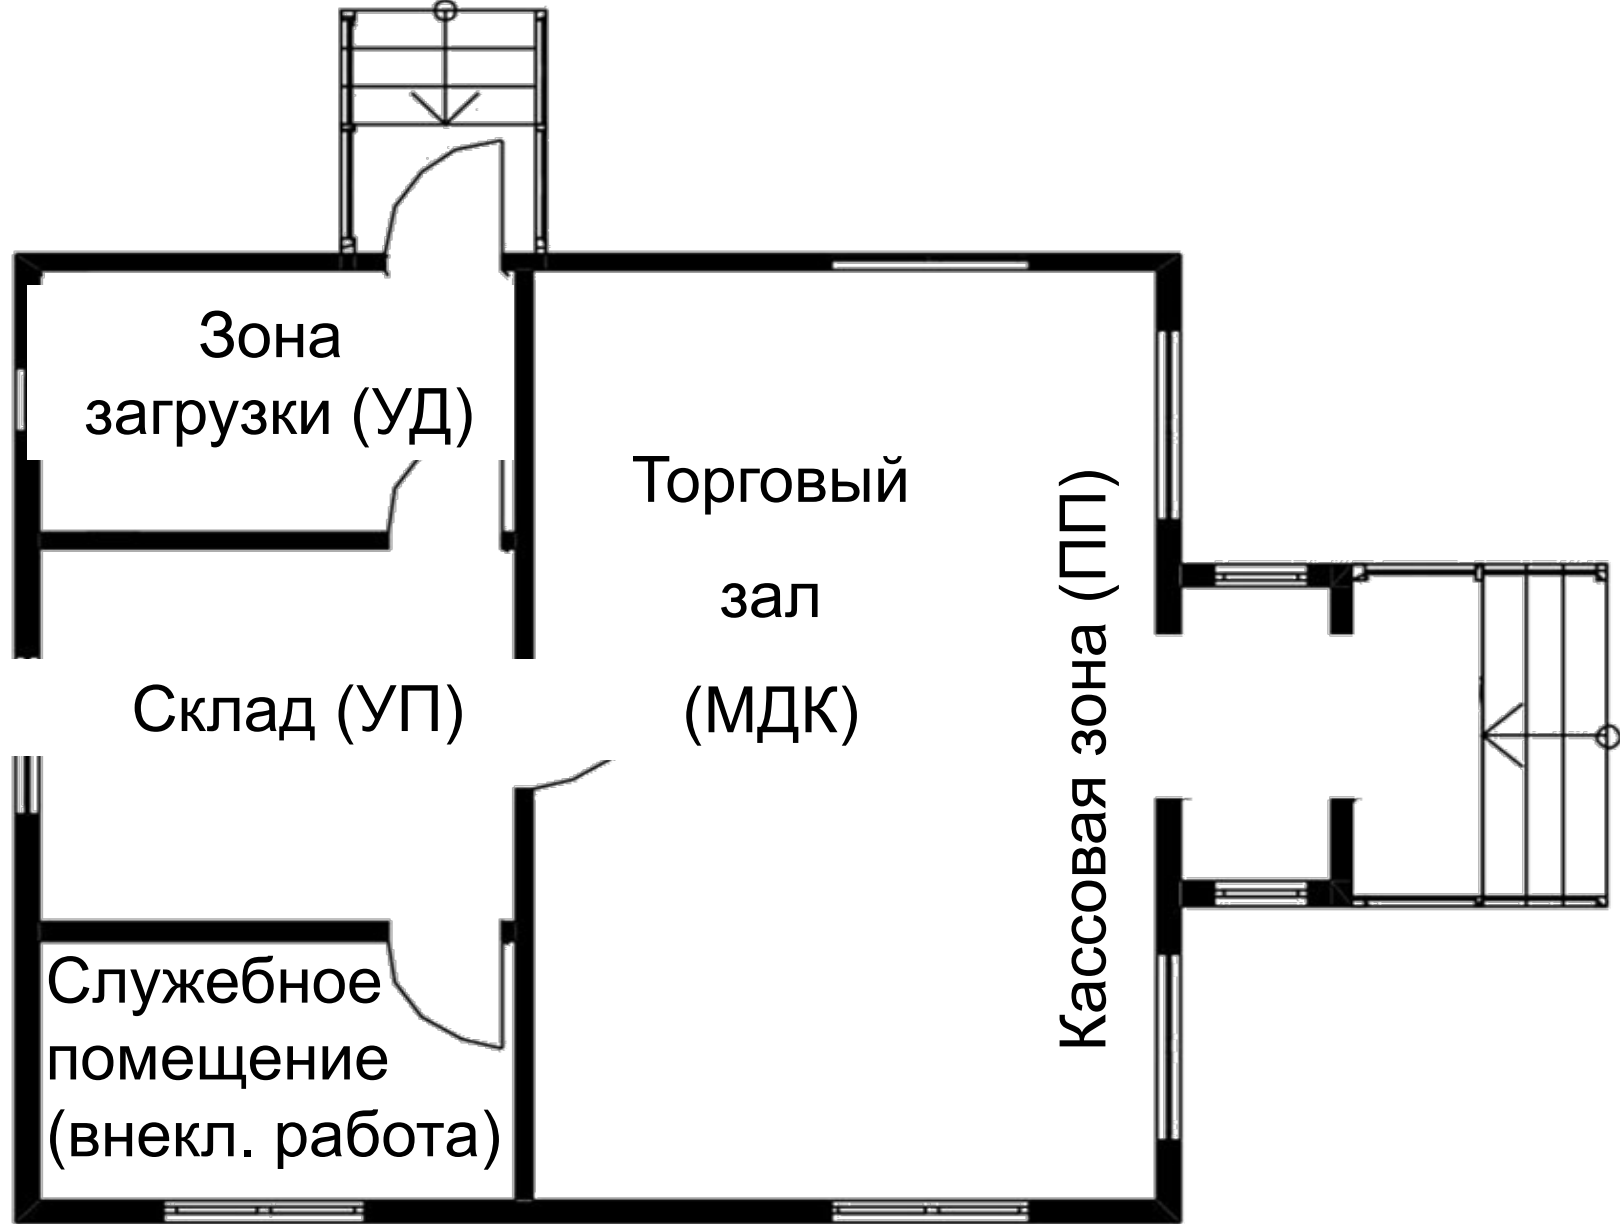 Зона
загрузки (УД)
Торговый
зал
(МДК)
Кассовая зона (ПП)
Склад (УП)
Служебное
помещение
(внекл. работа)